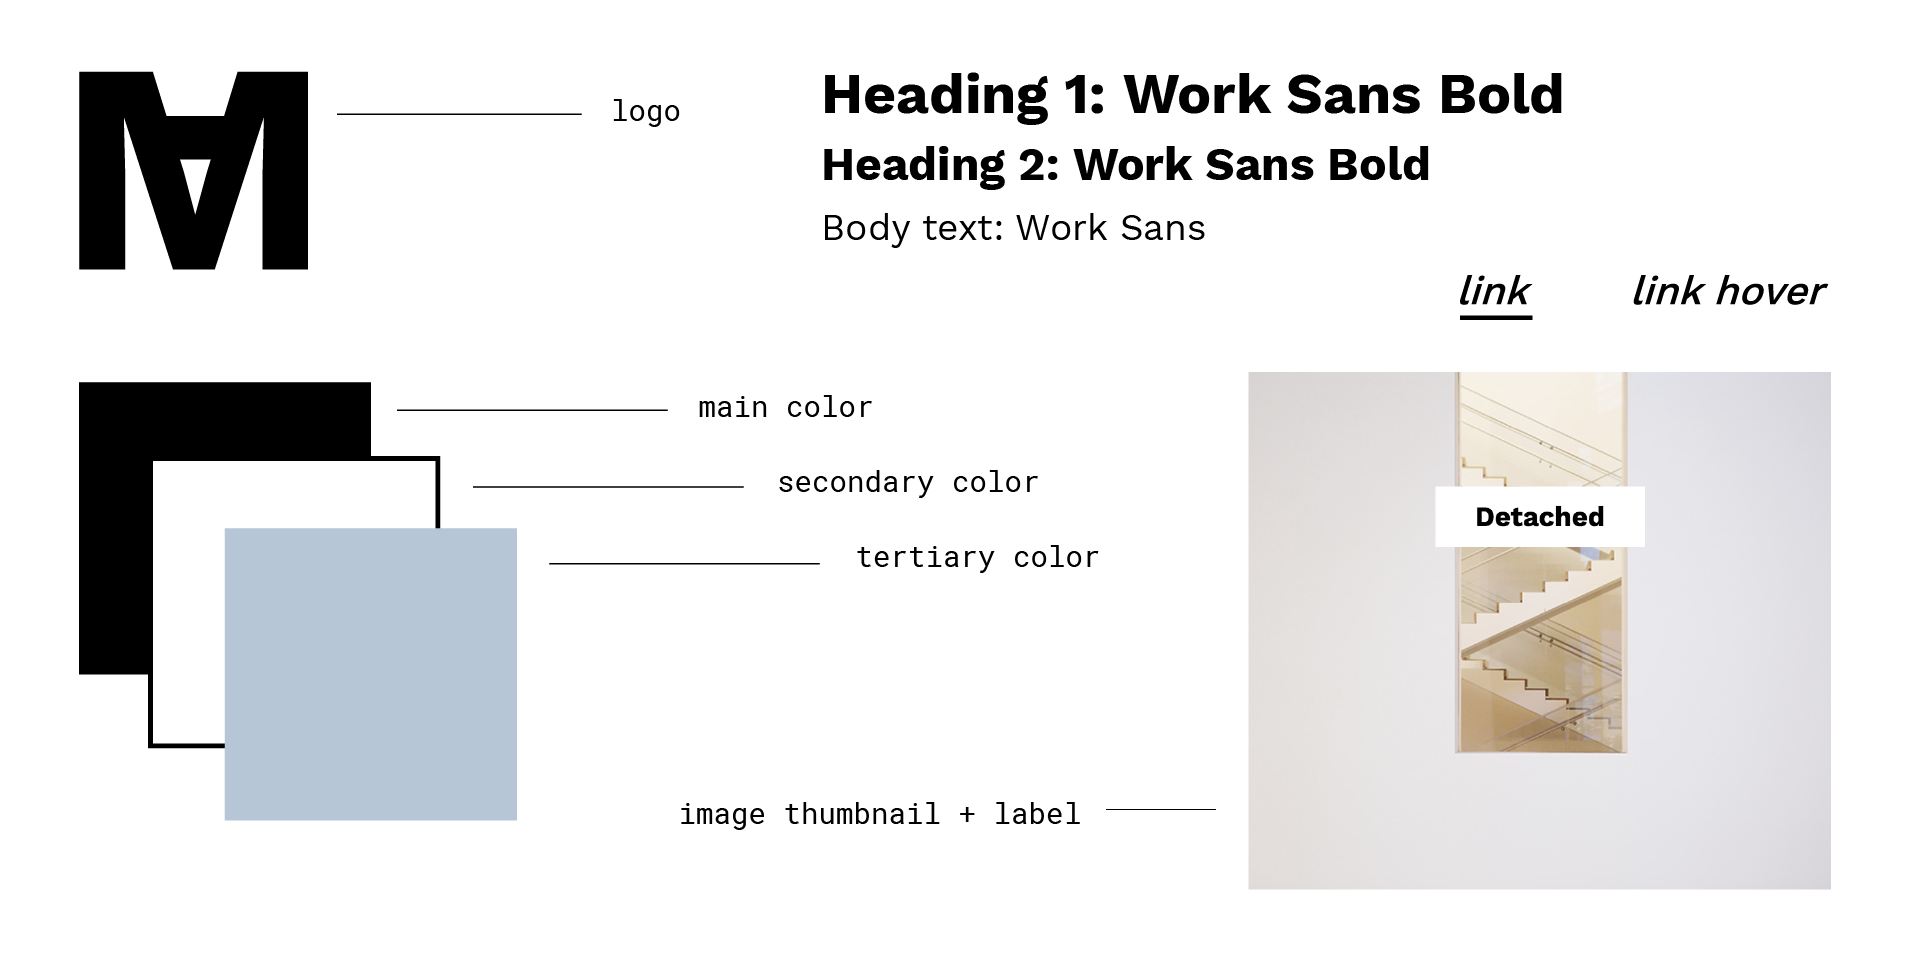 logo
Heading 1: Work Sans Bold
Heading 2: Work Sans Bold
Body text: Work Sans
link
link hover
main color
secondary color
tertiary color
Detached
image thumbnail + label